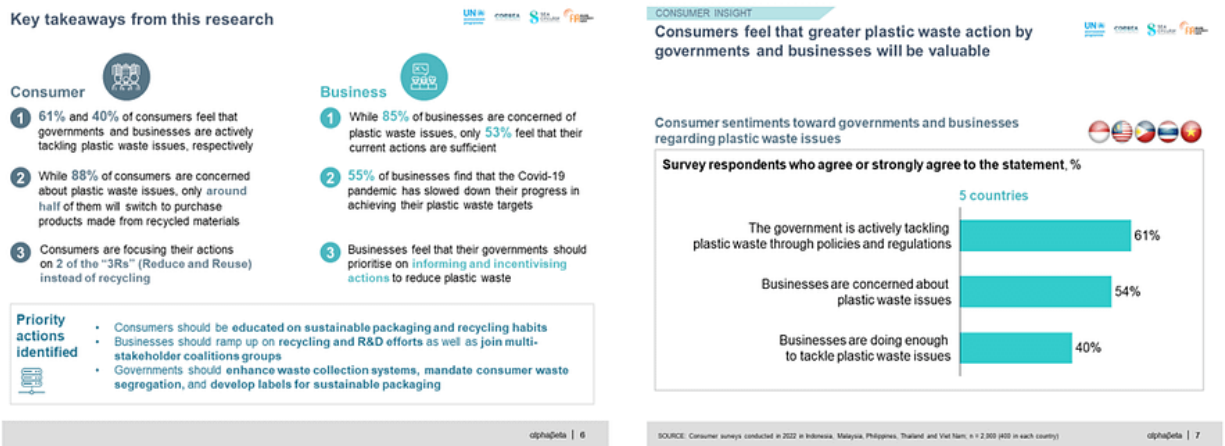 Key takeaways from this research
UN
COBSEA
SEA
Consumer
1
61% and 40% of consumers feel that
governments and businesses are actively
tackling plastic waste issues, respectively
2
While 88% of consumers are concerned
about plastic waste issues, only around
half of them will switch to purchase
products made from recycled materials
3
Consumers are focusing their actions
on 2 of the “3Rs” (Reduce and Reuse)
instead of recycling
Business
1
While 85% of businesses are concerned of
plastic waste issues, only 53% feel that their
current actions are sufficient
2
55% of businesses find that the Covid-19
pandemic has slowed down their progress in
achieving their plastic waste targets
3
Businesses feel that their governments should
prioritise on informing and incentivising
actions to reduce plastic waste
Priority
actions
identified
• Consumers should be educated on sustainable packaging and recycling habits
• Businesses should ramp up on recycling and R&D efforts as well as join multi-
stakeholder coalitions groups
• Governments should enhance waste collection systems, mandate consumer waste
segregation, and develop labels for sustainable packaging
alphaβeta | 6
CONSUMER INSIGHT
Consumers feel that greater plastic waste action by
governments and businesses will be valuable
UN
COBSEA
SEA
Consumer sentiments toward governments and businesses
regarding plastic waste issues
Survey respondents who agree or strongly agree to the statement, %
5 countries
The government is actively tackling
plastic waste through policies and regulations
61%
Businesses are concerned about
plastic waste issues
54%
Businesses are doing enough
to tackle plastic waste issues
40%
SOURCE: Consumer surveys conducted in 2022 in Indonesia, Malaysia, Philippines, Thailand and Viet Nam; n = 2,000 (400 in each country)
alphaβeta | 7